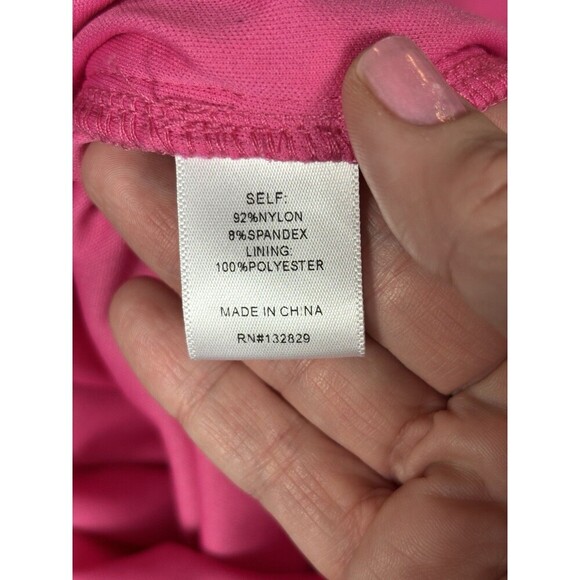 SELF:
92%NYLON
8%SPANDEX
LINING:
100%POLYESTER
MADE IN CHINA
RN#132829